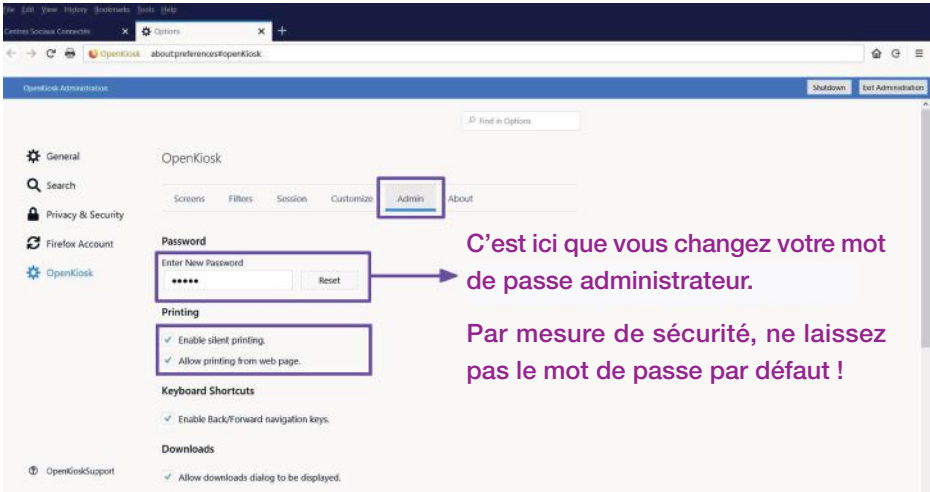 File Edit View History Bookmarks Tools Help
Centres Sociaux Connectés
Options
OpenKiosk about:preferences#openKiosk
OpenKiosk Administration
Shutdown Exit Administration
Find in Options
General
OpenKiosk
Search
Screens Filters Session Customize Admin About
Privacy & Security
Firefox Account
Password
Enter New Password
OpenKiosk
••••• Reset
C'est ici que vous changez votre mot
de passe administrateur.
Printing
Enable silent printing.
Allow printing from web page.
Par mesure de sécurité, ne laissez
pas le mot de passe par défaut !
Keyboard Shortcuts
Enable Back/Forward navigation keys.
Downloads
OpenKioskSupport
Allow downloads dialog to be displayed.